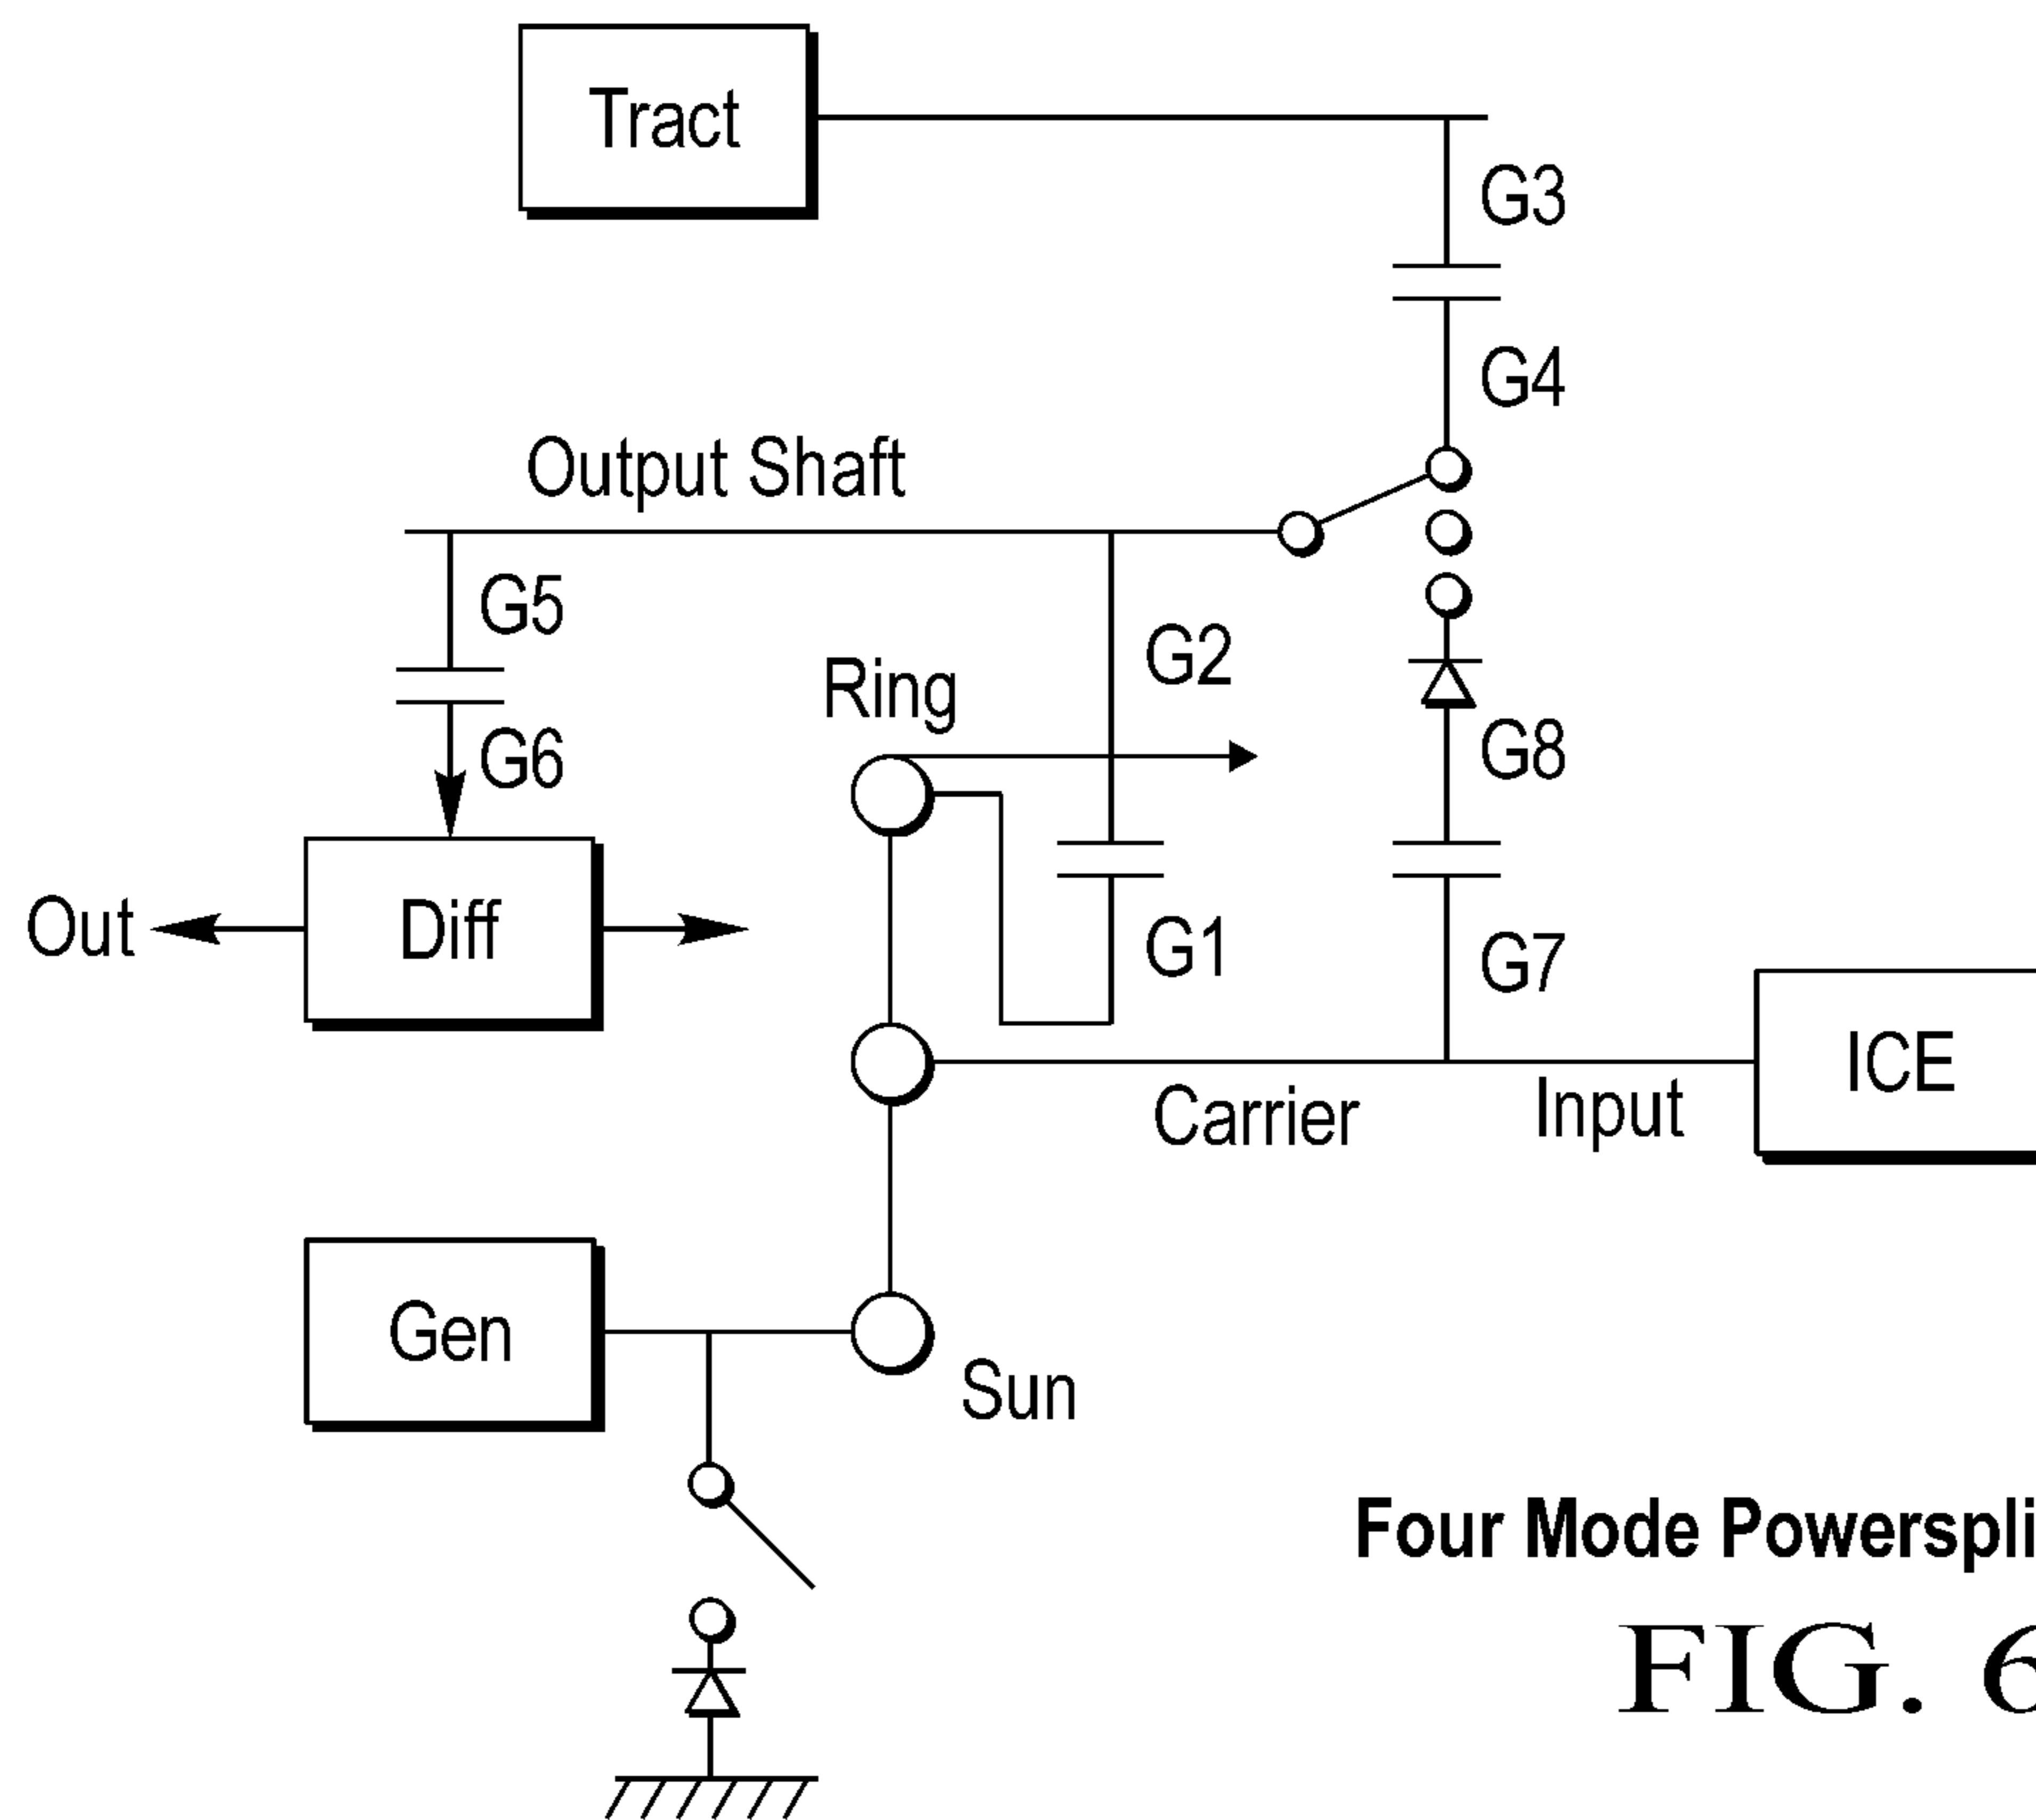 Tract
G3
G4
Output Shaft
G5
G2
Ring
G6
G8
Out
Diff
G1
G7
ICE
Carrier
Input
Gen
Sun
Four Mode Powerspli
FIG. 6